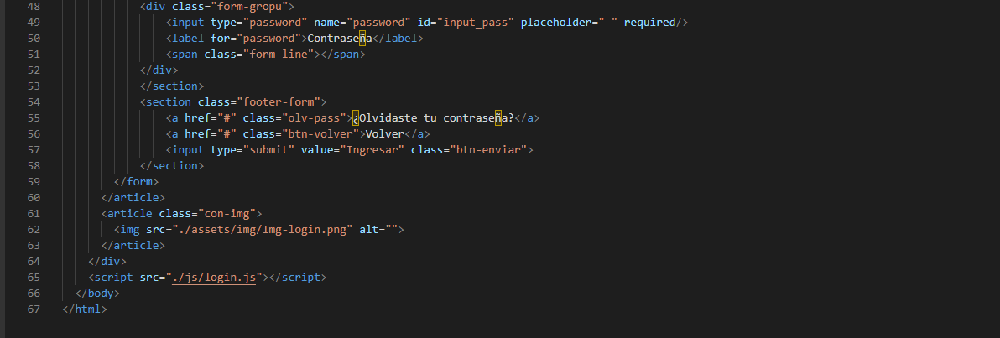 48 <div class="form-gropu">
49 <input type="password" name="password" id="input_pass" placeholder=" " required/>
50 <label for="password">Contraseña</label>
51 <span class="form_line"></span>
52 </div>
53 </section>
54 <section class="footer-form">
55 <a href="#" class="olv-pass">¿Olvidaste tu contraseña?</a>
56 <a href="#" class="btn-volver">Volver</a>
57 <input type="submit" value="Ingresar" class="btn-enviar">
58 </section>
59 </form>
60 </article>
61 <article class="con-img">
62 <img src="./assets/img/Img-login.png" alt="">
63 </article>
64 </div>
65 <script src="./js/login.js"></script>
66 </body>
67 </html>